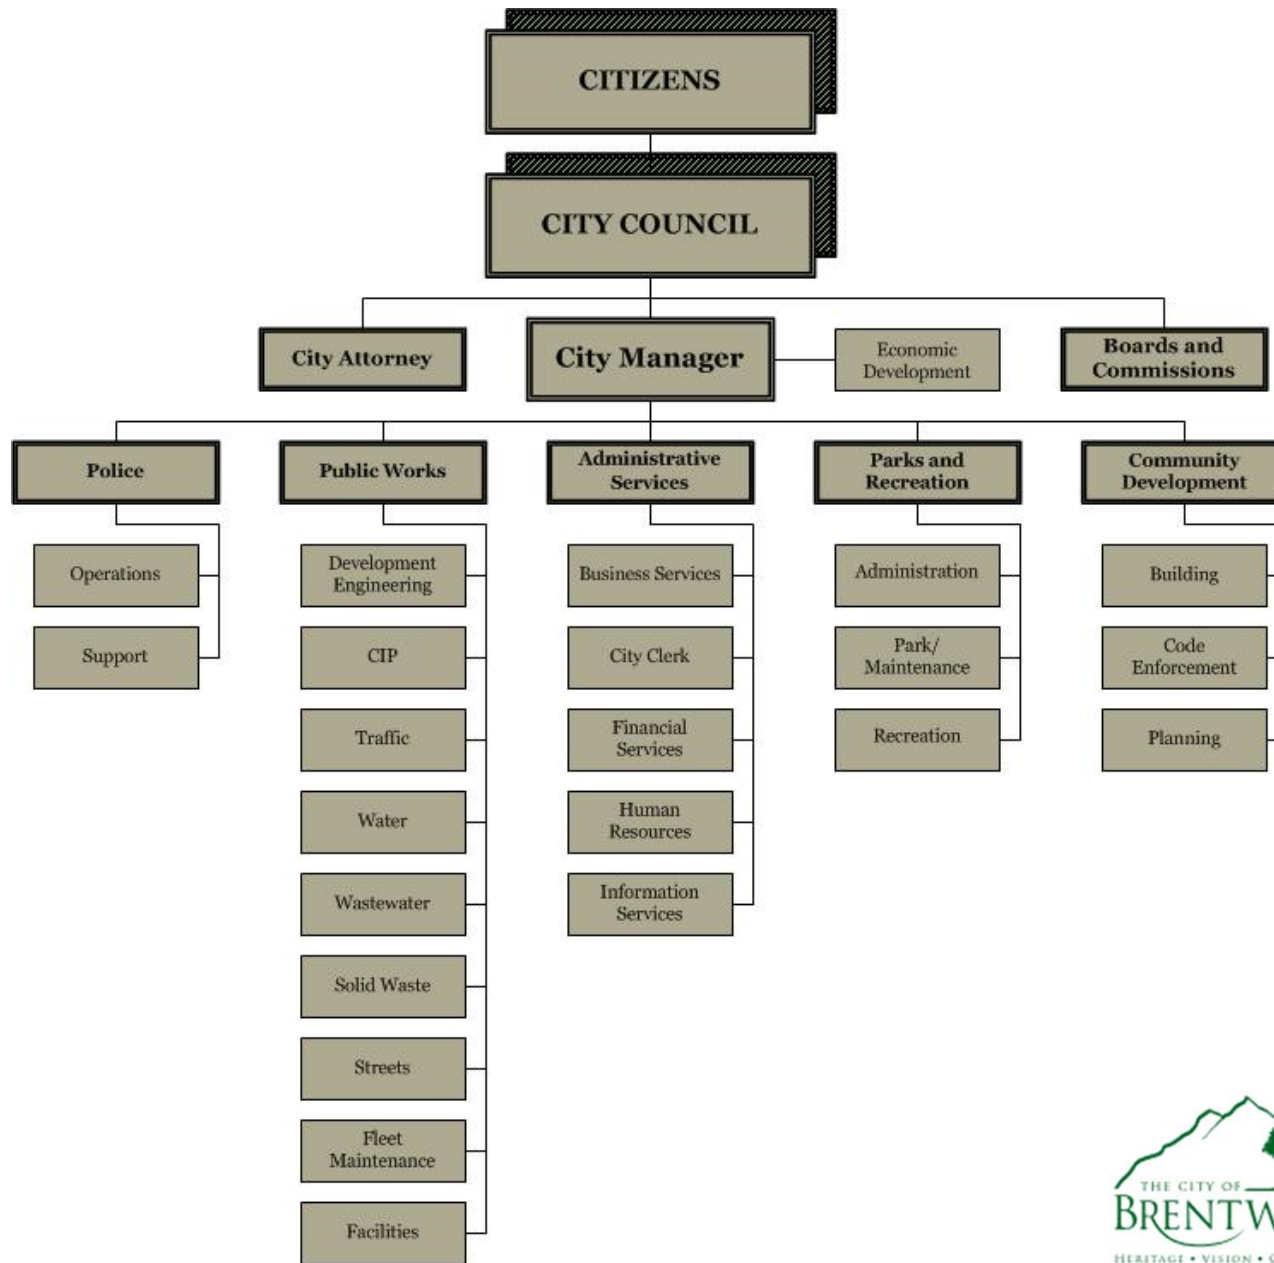 CITIZENS
CITY COUNCIL
City Attorney
City Manager
Economic
Development
Boards and
Commissions
Police
Public Works
Administrative
Services
Parks and
Recreation
Community
Development
Operations
Support
Development
Engineering
CIP
Traffic
Water
Wastewater
Solid Waste
Streets
Fleet
Maintenance
Facilities
Business Services
City Clerk
Financial
Services
Human
Resources
Information
Services
Administration
Park/
Maintenance
Recreation
Building
Code
Enforcement
Planning
THE CITY OF
HERITAGE • VISION •